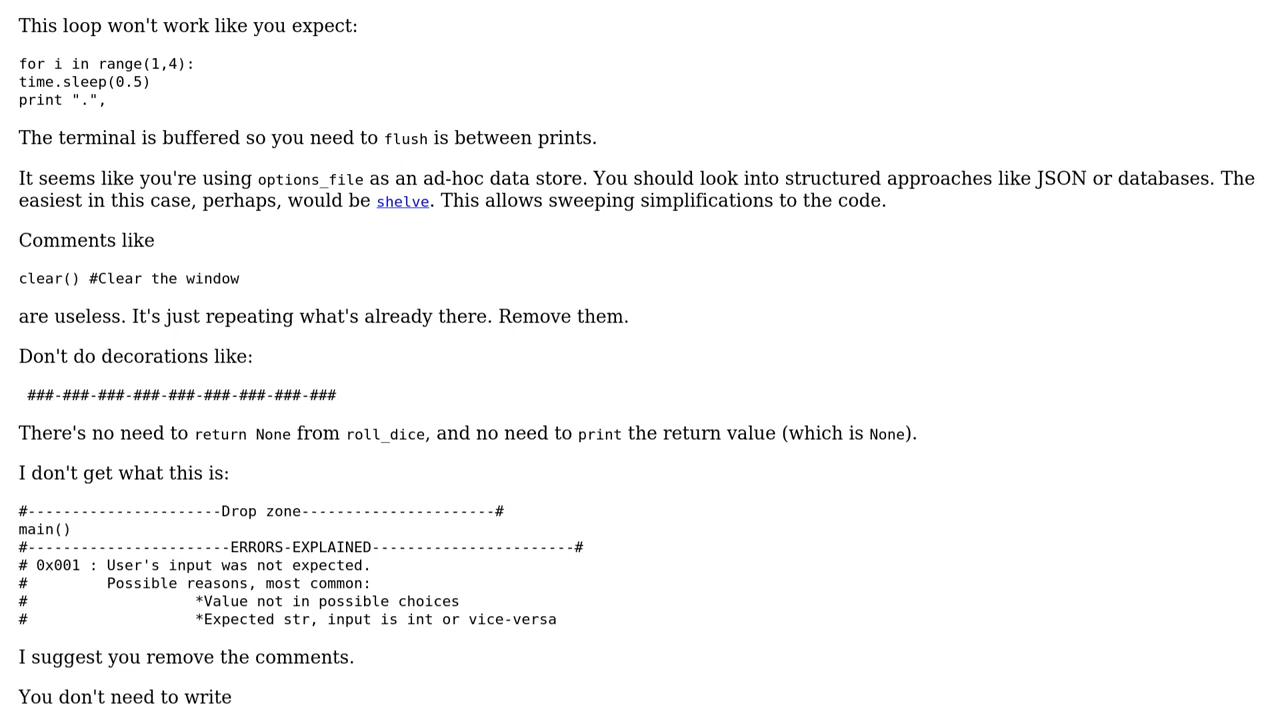 This loop won't work like you expect:
for i in range(1,4):
time.sleep(0.5)
print ".",
The terminal is buffered so you need to flush is between prints.
It seems like you're using options_file as an ad-hoc data store. You should look into structured approaches like JSON or databases. The
easiest in this case, perhaps, would be shelve. This allows sweeping simplifications to the code.
Comments like
clear() #Clear the window
are useless. It's just repeating what's already there. Remove them.
Don't do decorations like:
###-###-###-###-###-###-###-###-###
There's no need to return None from roll_dice, and no need to print the return value (which is None).
I don't get what this is:
#----------------------Drop zone----------------------#
main()
#-----------------------ERRORS-EXPLAINED-----------------------#
# 0x001 : User's input was not expected.
#         Possible reasons, most common:
#                   *Value not in possible choices
#                   *Expected str, input is int or vice-versa
I suggest you remove the comments.
You don't need to write